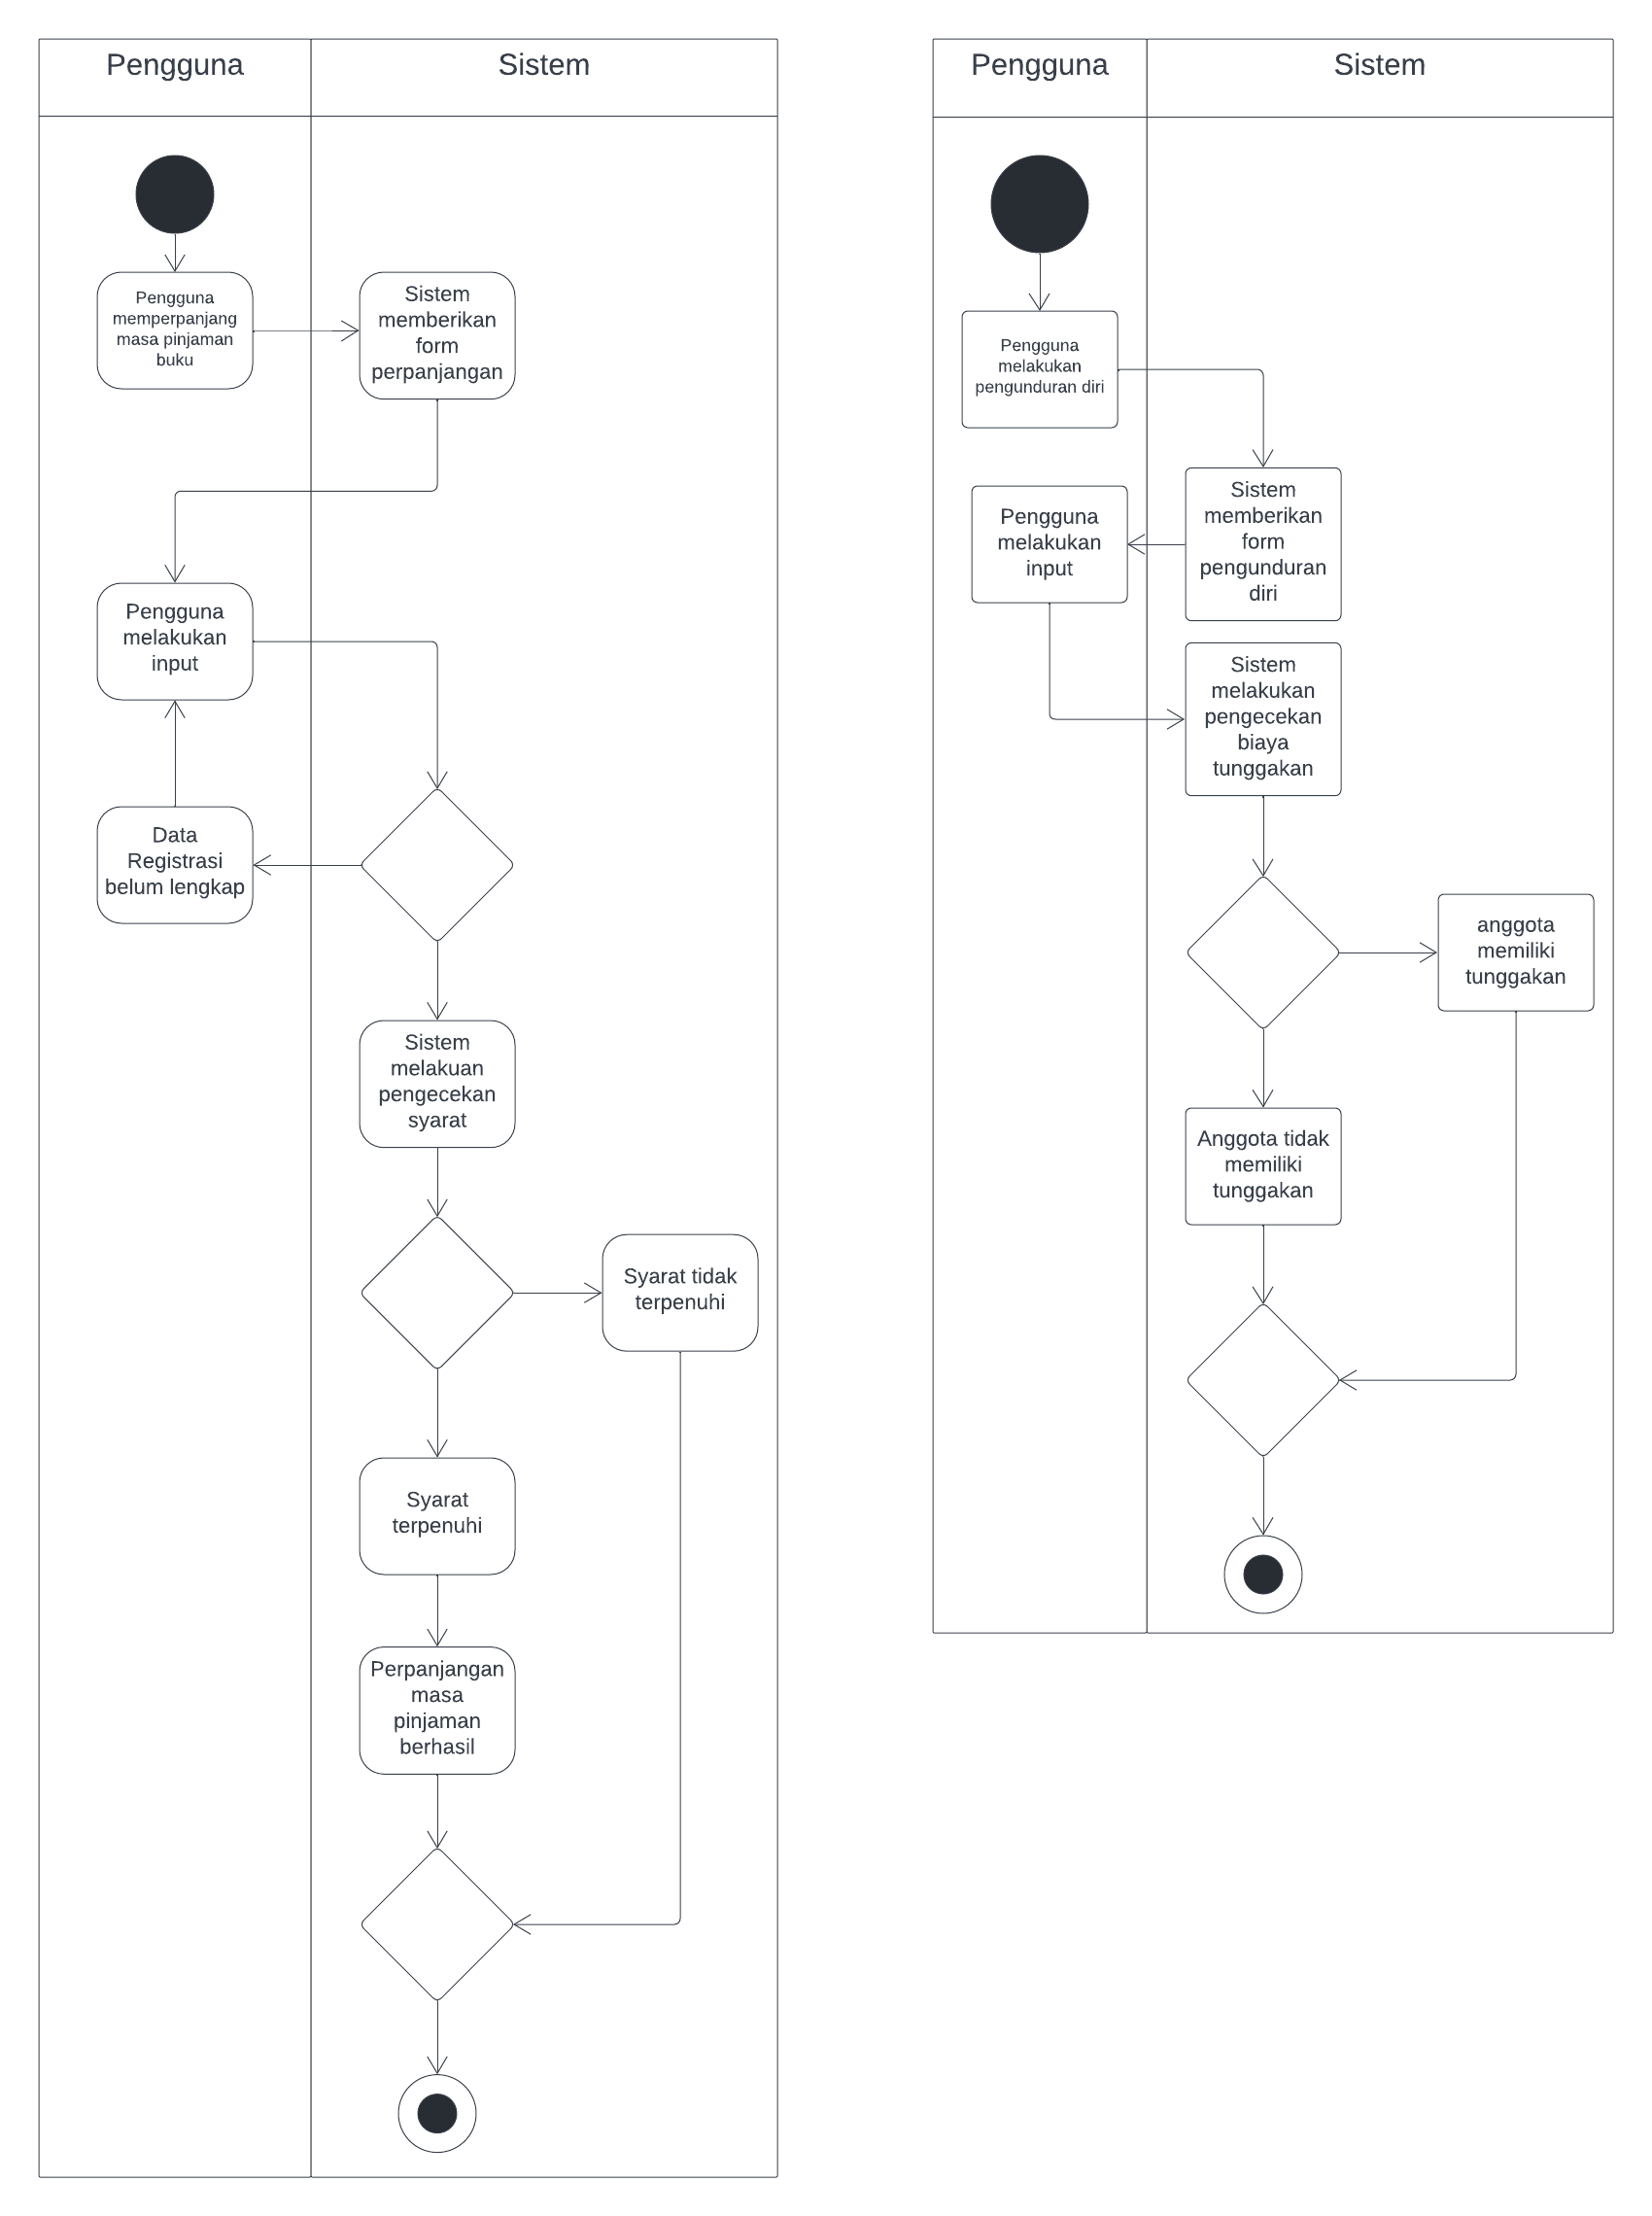 Pengguna
Sistem
Pengguna
memperpanjang
masa pinjaman
buku
Sistem
memberikan
form
perpanjangan
Pengguna
melakukan
input
Data
Registrasi
belum lengkap
Sistem
melakuan
pengecekan
syarat
Syarat tidak
terpenuhi
Syarat
terpenuhi
Perpanjangan
masa
pinjaman
berhasil
Pengguna
Sistem
Pengguna
melakukan
pengunduran diri
Sistem
memberikan
form
pengunduran
diri
Pengguna
melakukan
input
Sistem
melakukan
pengecekan
biaya
tunggakan
anggota
memiliki
tunggakan
Anggota tidak
memiliki
tunggakan